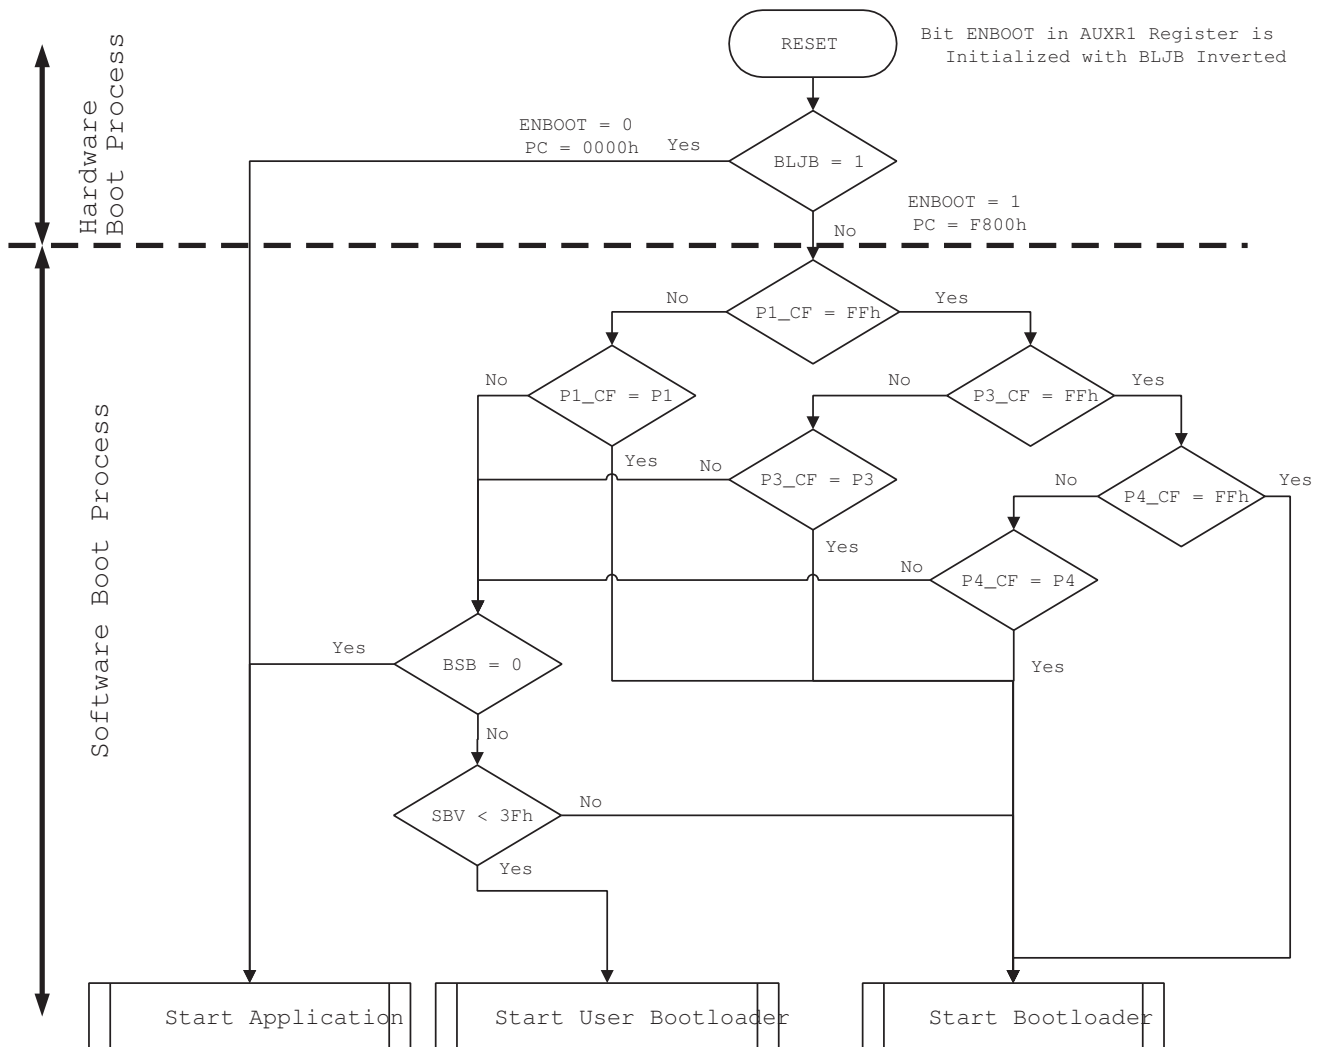 RESET
Bit ENBOOT in AUXR1 Register is
Initialized with BLJB Inverted
Hardware
Boot Process
ENBOOT = 0
PC = 0000h
Yes
BLJB = 1
ENBOOT = 1
PC = F800h
No
No
P1_CF = FFh
Yes
No
P1_CF = P1
Yes
No
P3_CF = FFh
Yes
No
P3_CF = P3
Yes
No
P4_CF = FFh
Yes
No
P4_CF = P4
Yes
Software Boot Process
Yes
BSB = 0
No
SBV < 3Fh
No
Yes
Start Application
Start User Bootloader
Start Bootloader